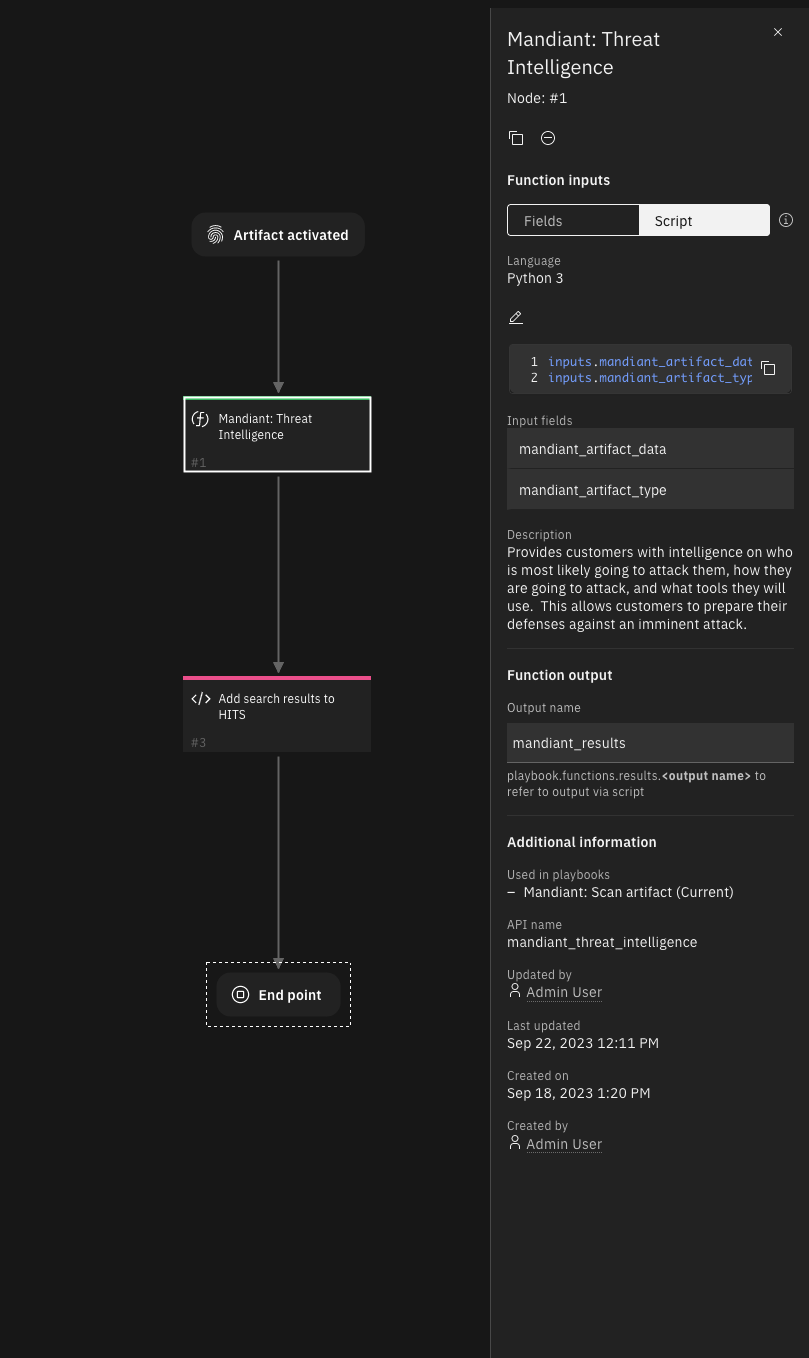 Artifact activated
Mandiant: Threat
Intelligence
#1
Add search results to
HITS
#3
End point
Mandiant: Threat
Intelligence
Node: #1
Function inputs
Fields
Script
Language
Python 3
1 inputs.mandiant_artifact_dat
2 inputs.mandiant_artifact_typ
Input fields
mandiant_artifact_data
mandiant_artifact_type
Description
Provides customers with intelligence on who
is most likely going to attack them, how they
are going to attack, and what tools they will
use.  This allows customers to prepare their
defenses against an imminent attack.
Function output
Output name
mandiant_results
playbook.functions.results.<output name> to
refer to output via script
Additional information
Used in playbooks
– Mandiant: Scan artifact (Current)
API name
mandiant_threat_intelligence
Updated by
Admin User
Last updated
Sep 22, 2023 12:11 PM
Created on
Sep 18, 2023 1:20 PM
Created by
Admin User